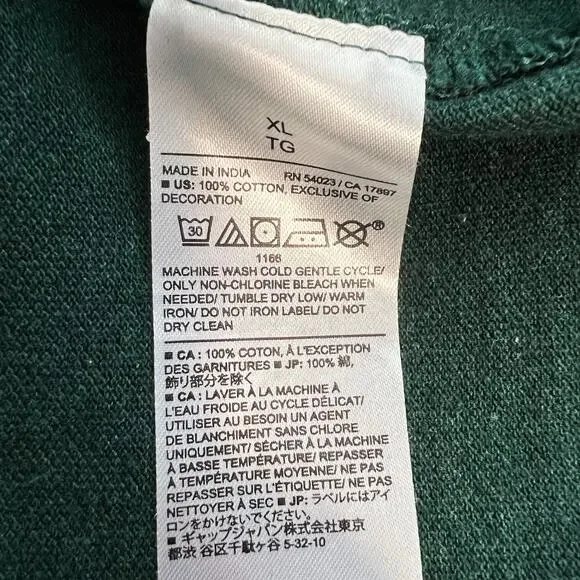 XL
TG
MADE IN INDIA RN 54023 / CA 17897
■ US: 100% COTTON, EXCLUSIVE OF
DECORATION
30
®
1166
MACHINE WASH COLD GENTLE CYCLE/
ONLY NON-CHLORINE BLEACH WHEN
NEEDED/ TUMBLE DRY LOW/ WARM
IRON/ DO NOT IRON LABEL/ DO NOT
DRY CLEAN
■ CA : 100% COTON, À L'EXCEPTION
DES GARNITURES ■ JP: 100% 綿,
飾り部分を除く
■ CA : LAVER À LA MACHINE À
L'EAU FROIDE AU CYCLE DÉLICAT/
UTILISER AU BESOIN UN AGENT
DE BLANCHIMENT SANS CHLORE
UNIQUEMENT/ SÉCHER À LA MACHINE
À BASSE TEMPÉRATURE/ REPASSER
À TEMPÉRATURE MOYENNE/ NE PAS
REPASSER SUR L'ÉTIQUETTE/ NE PAS
NETTOYER À SEC ■ JP: ラベルにはアイ
ロンをかけないでください.
■ ギャップジャパン株式会社東京
都渋 谷区千駄ヶ谷 5-32-10